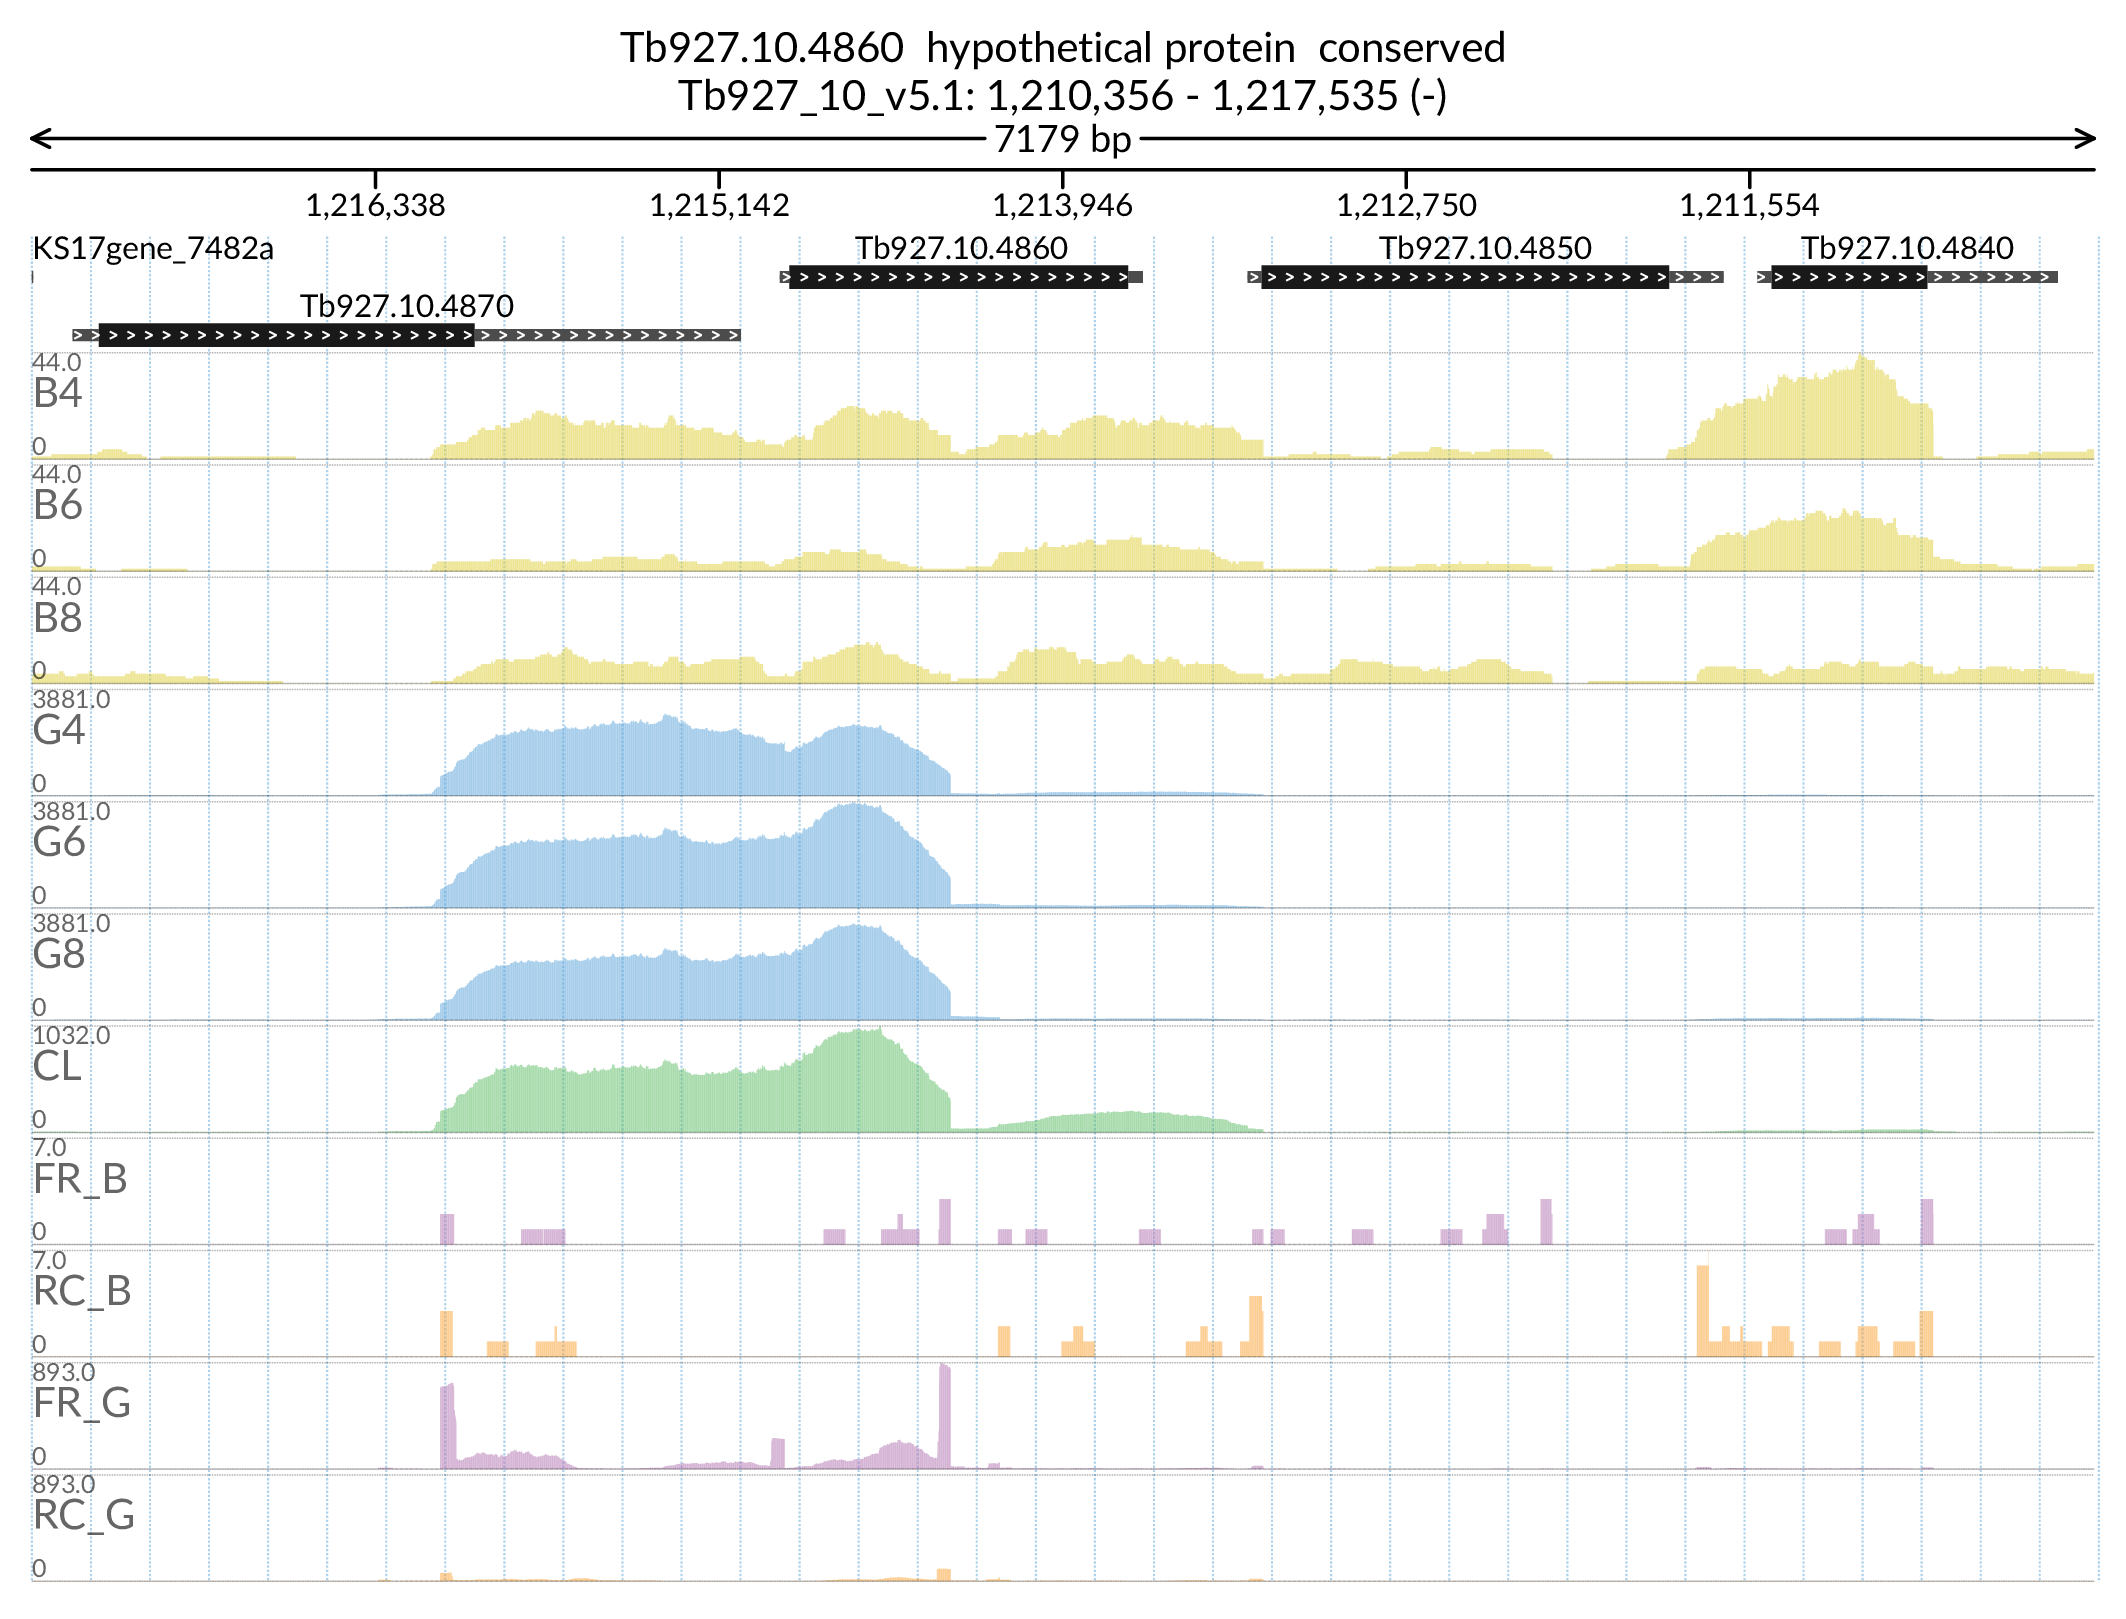 Tb927.10.4860  hypothetical protein  conserved
Tb927_10_v5.1: 1,210,356 - 1,217,535 (-)
7179 bp
1,216,338 1,215,142 1,213,946 1,212,750 1,211,554
KS17gene_7482a Tb927.10.4860 Tb927.10.4850 Tb927.10.4840
Tb927.10.4870
44.0
B4
0
44.0
B6
0
44.0
B8
0
3881.0
G4
0
3881.0
G6
0
3881.0
G8
0
1032.0
CL
0
7.0
FR_B
0
7.0
RC_B
0
893.0
FR_G
0
893.0
RC_G
0